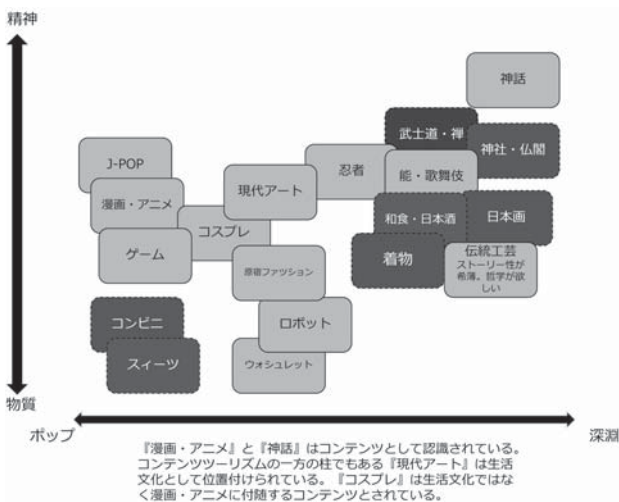 精神
神話
武士道・禅
神社・仏閣
J-POP
忍者
能・歌舞伎
漫画・アニメ
現代アート
コスプレ
和食・日本酒
日本画
ゲーム
着物
伝統工芸
ストーリー性が
希薄。哲学が欲
しい
原宿ファッション
コンビニ
ロボット
スィーツ
ウォシュレット
物質
ポップ
深淵
『漫画・アニメ』と『神話』はコンテンツとして認識されている。
コンテンツツーリズムの一方の柱でもある『現代アート』は生活
文化として位置付けられている。『コスプレ』は生活文化ではな
く漫画・アニメに付随するコンテンツとされている。